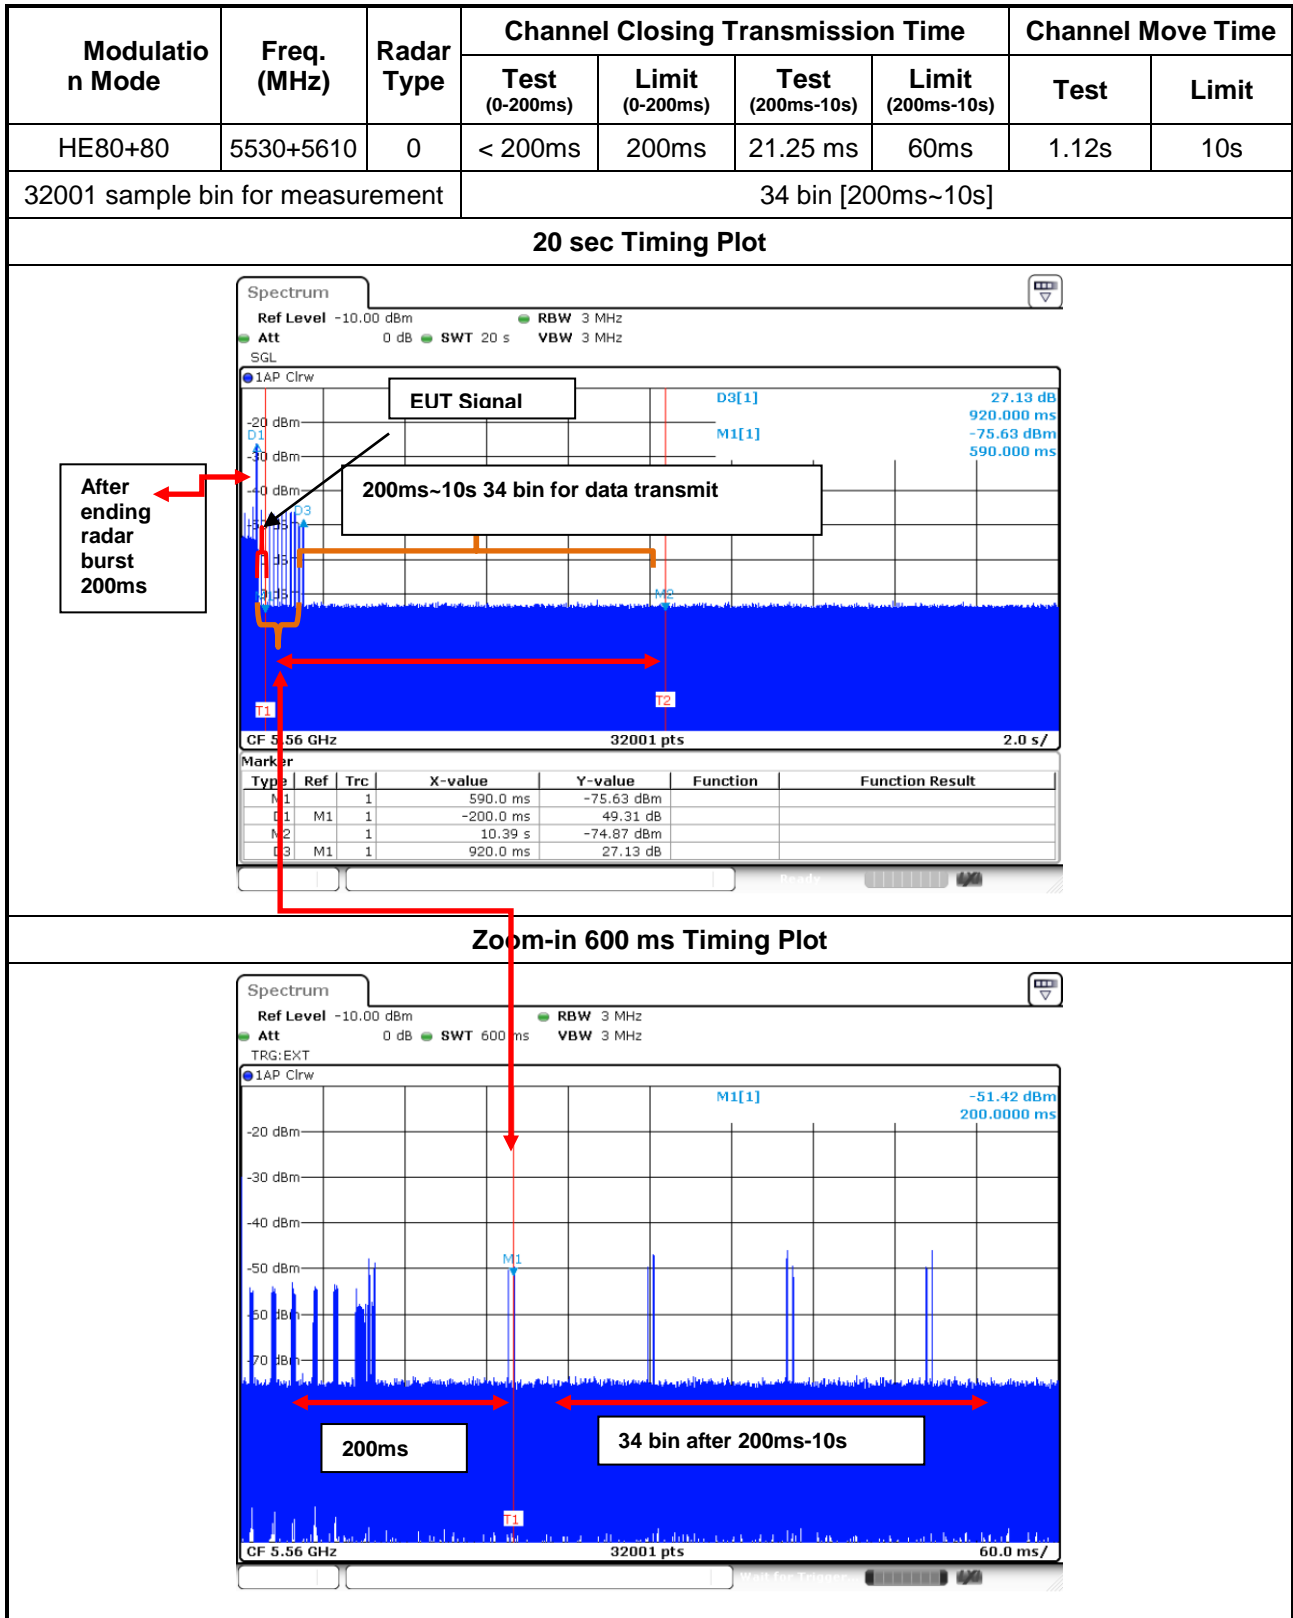 Modulatio
n Mode
Freq.
(MHz)
Radar
Type
Channel Closing Transmission Time
Channel Move Time
Test
(0-200ms)
Limit
(0-200ms)
Test
(200ms-10s)
Limit
(200ms-10s)
Test
Limit
HE80+80 5530+5610 0 < 200ms 200ms 21.25 ms 60ms 1.12s 10s
32001 sample bin for measurement 34 bin [200ms~10s]
20 sec Timing Plot
Spectrum
Ref Level -10.00 dBm RBW 3 MHz
Att 0 dB SWT 20 s VBW 3 MHz
SGL
1AP Clrw
EUT Signal
D3[1] 27.13 dB
920.000 ms
M1[1] -75.63 dBm
590.000 ms
-20 dBm
D1
-30 dBm
After
ending
radar
burst
200ms
200ms~10s 34 bin for data transmit
-40 dBm
D3
M2
T1
T2
CF 5.56 GHz 32001 pts 2.0 s/
Marker
Type Ref Trc X-value Y-value Function Function Result
M1 1 590.0 ms -75.63 dBm
D1 M1 1 -200.0 ms 49.31 dB
M2 1 10.39 s -74.87 dBm
D3 M1 1 920.0 ms 27.13 dB
Ready
Zoom-in 600 ms Timing Plot
Spectrum
Ref Level -10.00 dBm RBW 3 MHz
Att 0 dB SWT 600 ms VBW 3 MHz
TRG:EXT
1AP Clrw
M1[1] -51.42 dBm
200.0000 ms
-20 dBm
-30 dBm
-40 dBm
M1
-50 dBm
-60 dBm
-70 dBm
200ms
34 bin after 200ms-10s
T1
CF 5.56 GHz 32001 pts 60.0 ms/
Wait for Trigger...